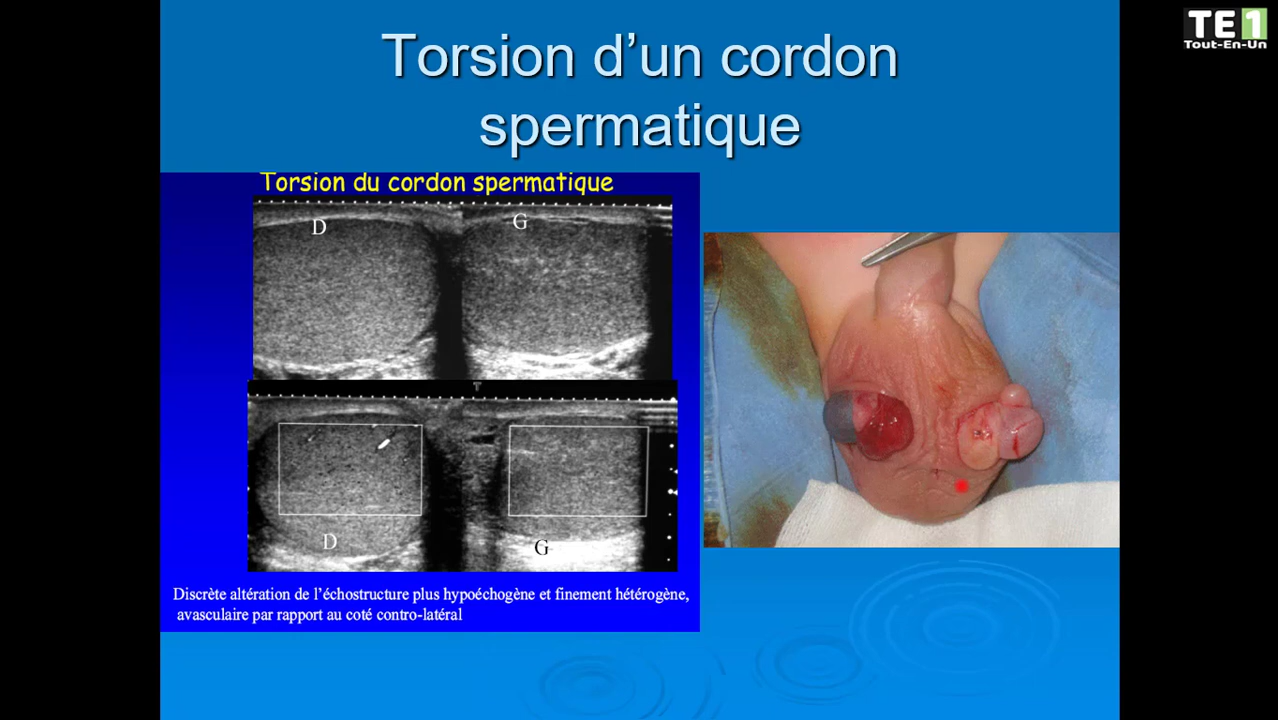 TE1
Tout-En-Un
Torsion d’un cordon
spermatique
Torsion du cordon spermatique
D
G
T
D
G
Discrète altération de l’échostructure plus hypoéchogène et finement hétérogène,
avasculaire par rapport au coté contro-latéral